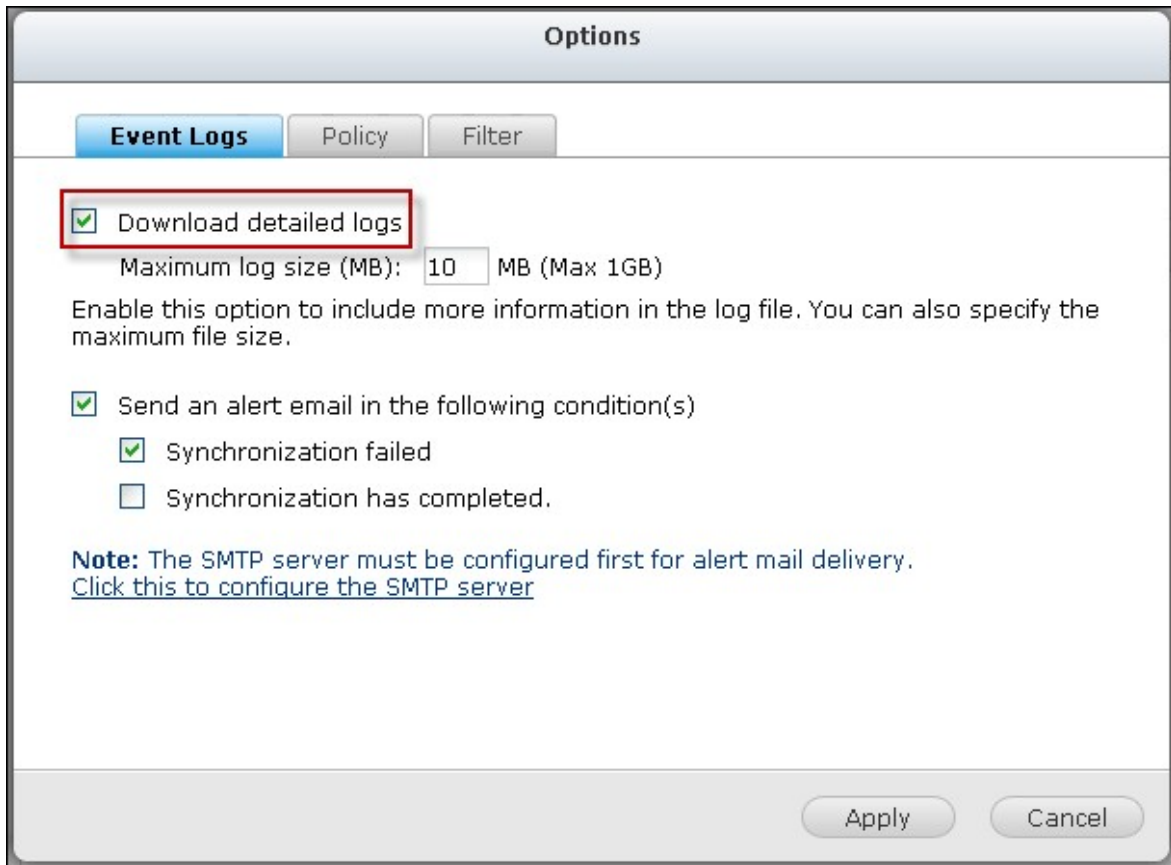 Options
Event Logs Policy Filter
Download detailed logs
Maximum log size (MB): 10 MB (Max 1GB)
Enable this option to include more information in the log file. You can also specify the
maximum file size.
Send an alert email in the following condition(s)
Synchronization failed
Synchronization has completed.
Note: The SMTP server must be configured first for alert mail delivery.
Click this to configure the SMTP server
Apply Cancel